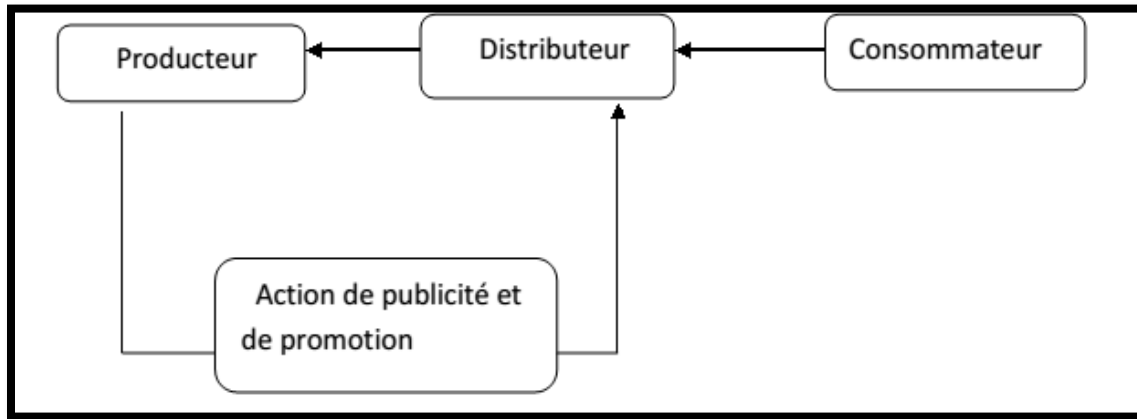 Producteur
Distributeur
Consommateur
Action de publicité et
de promotion